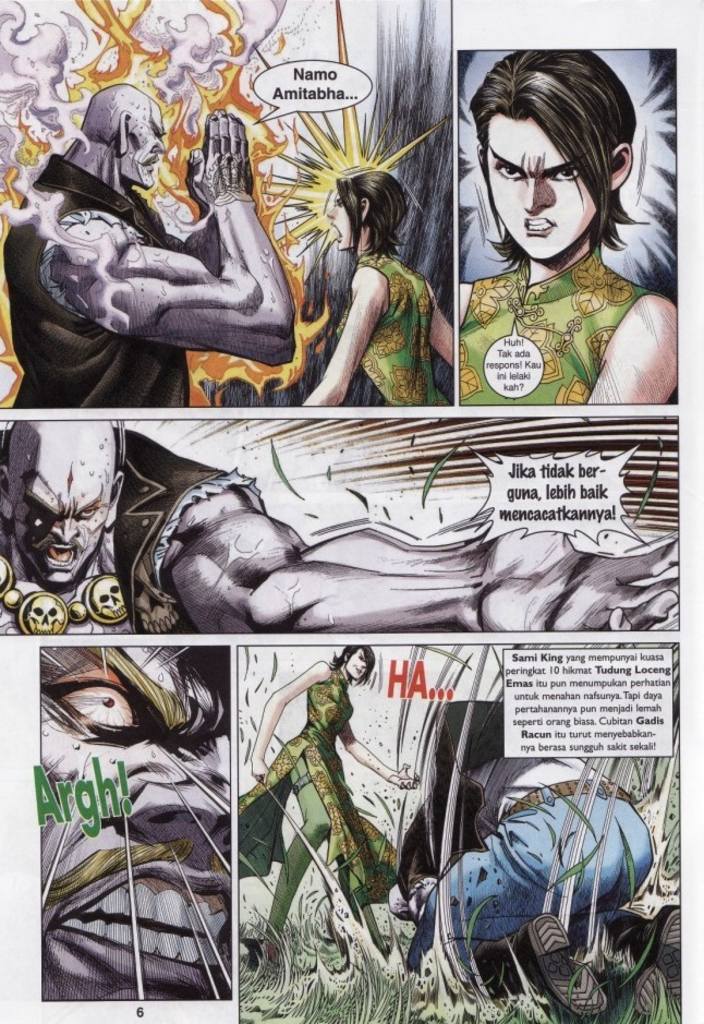 Namo
Amitabha...
Huh!
Tak ada
respons! Kau
ini lelaki
kah?
Jika tidak ber-
guna, lebih baik
mencacatkannya!
Argh!
HA...
Sami King yang mempunyai kuasa
peringkat 10 hikmat Tudung Loceng
Emas itu pun menumpukan perhatian
untuk menahan nafsunya. Tapi daya
pertahanannya pun menjadi lemah
seperti orang biasa. Cubitan Gadis
Racun itu turut menyebabkan-
nya berasa sungguh sakit sekali!
6